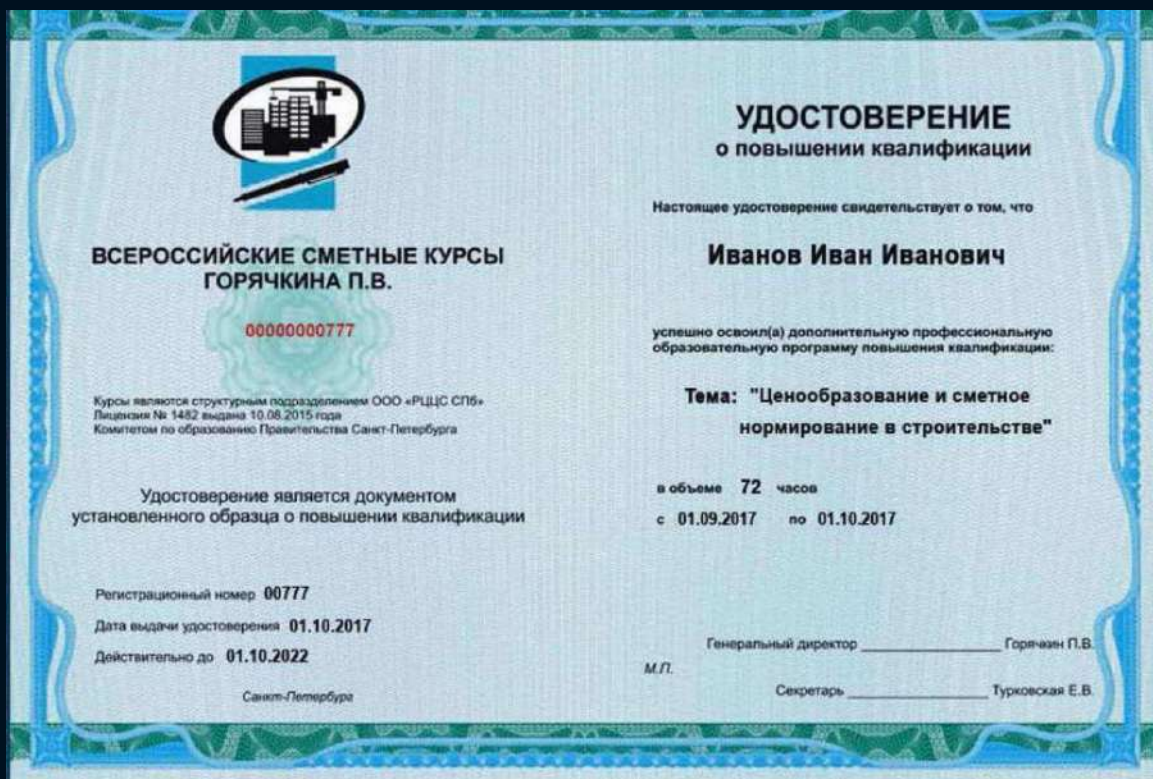 ВСЕРОССИЙСКИЕ СМЕТНЫЕ КУРСЫ
ГОРЯЧКИНА П.В.
00000000777
Курсы являются структурным подразделением ООО «РЦЦС СПб»
Лицензия № 1482 выдана 10.08.2015 года
Комитетом по образованию Правительства Санкт-Петербурга
Удостоверение является документом
установленного образца о повышении квалификации
Регистрационный номер 00777
Дата выдачи удостоверения 01.10.2017
Действительно до 01.10.2022
Санкт-Петербург
УДОСТОВЕРЕНИЕ
о повышении квалификации
Настоящее удостоверение свидетельствует о том, что
Иванов Иван Иванович
успешно освоил(а) дополнительную профессиональную
образовательную программу повышения квалификации:
Тема: "Ценообразование и сметное
нормирование в строительстве"
в объеме 72 часов
с 01.09.2017 по 01.10.2017
Генеральный директор Горячкин П.В.
М.П.
Секретарь Турковская Е.В.